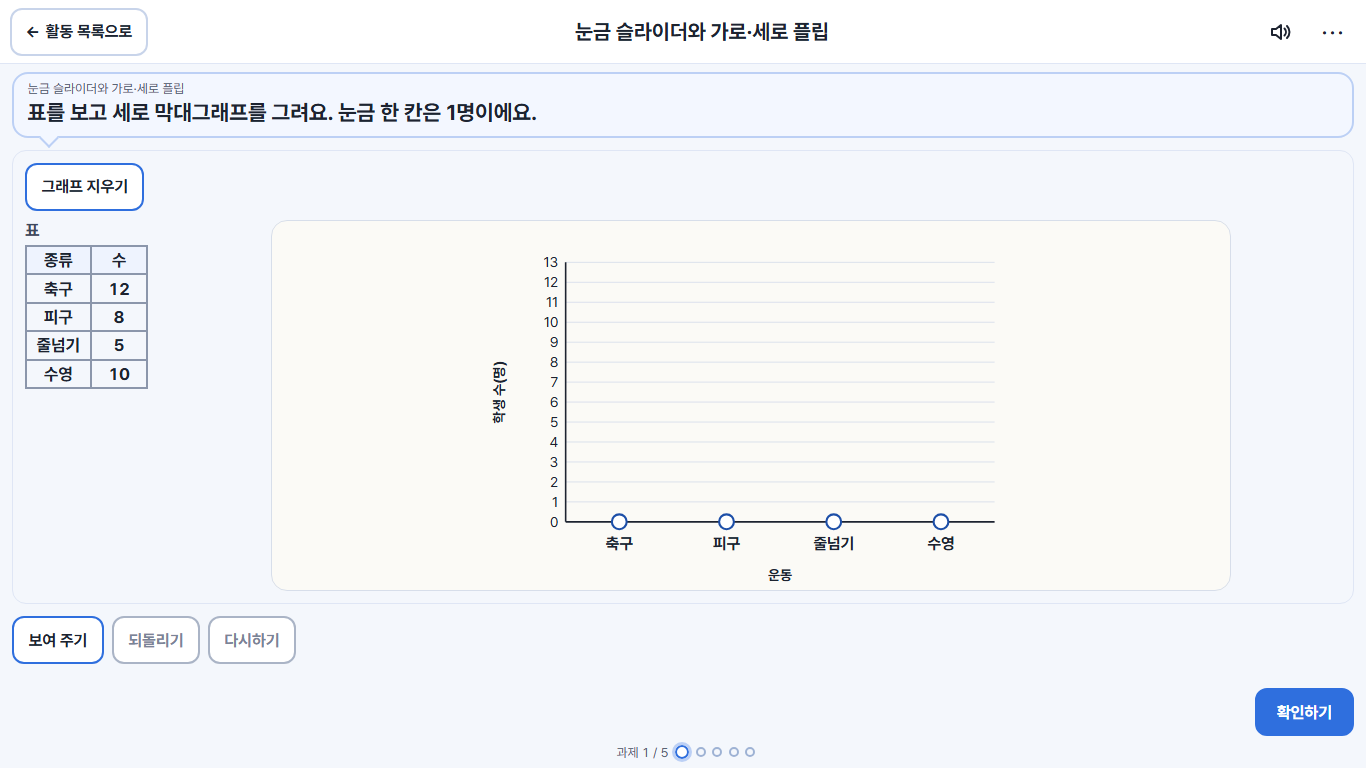 ← 활동 목록으로
눈금 슬라이더와 가로·세로 플립
...
눈금 슬라이더와 가로·세로 플립
표를 보고 세로 막대그래프를 그려요. 눈금 한 칸은 1명이에요.
그래프 지우기
표
종류 수
축구 12
피구 8
줄넘기 5
수영 10
학생 수(명)
13
12
11
10
9
8
7
6
5
4
3
2
1
0
축구 피구 줄넘기 수영
운동
보여 주기 되돌리기 다시하기
확인하기
과제 1 / 5